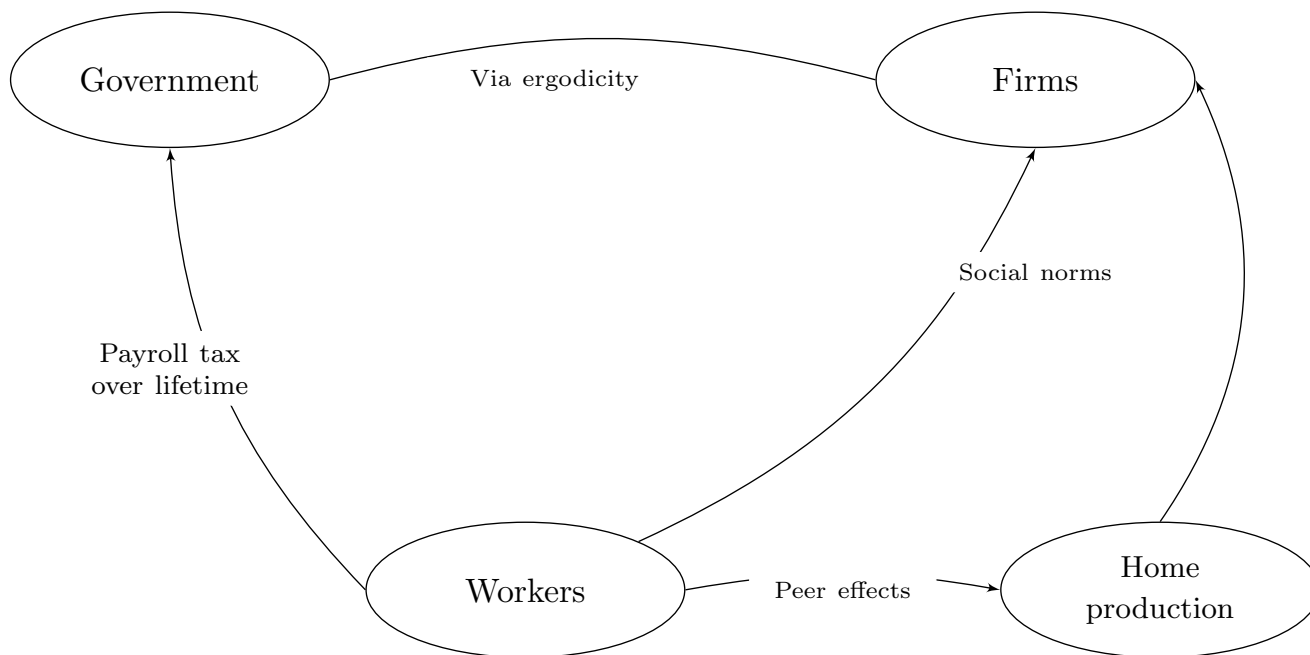 Government
Firms
Via ergodicity
Social norms
Payroll tax
over lifetime
Workers
Peer effects
Home
production